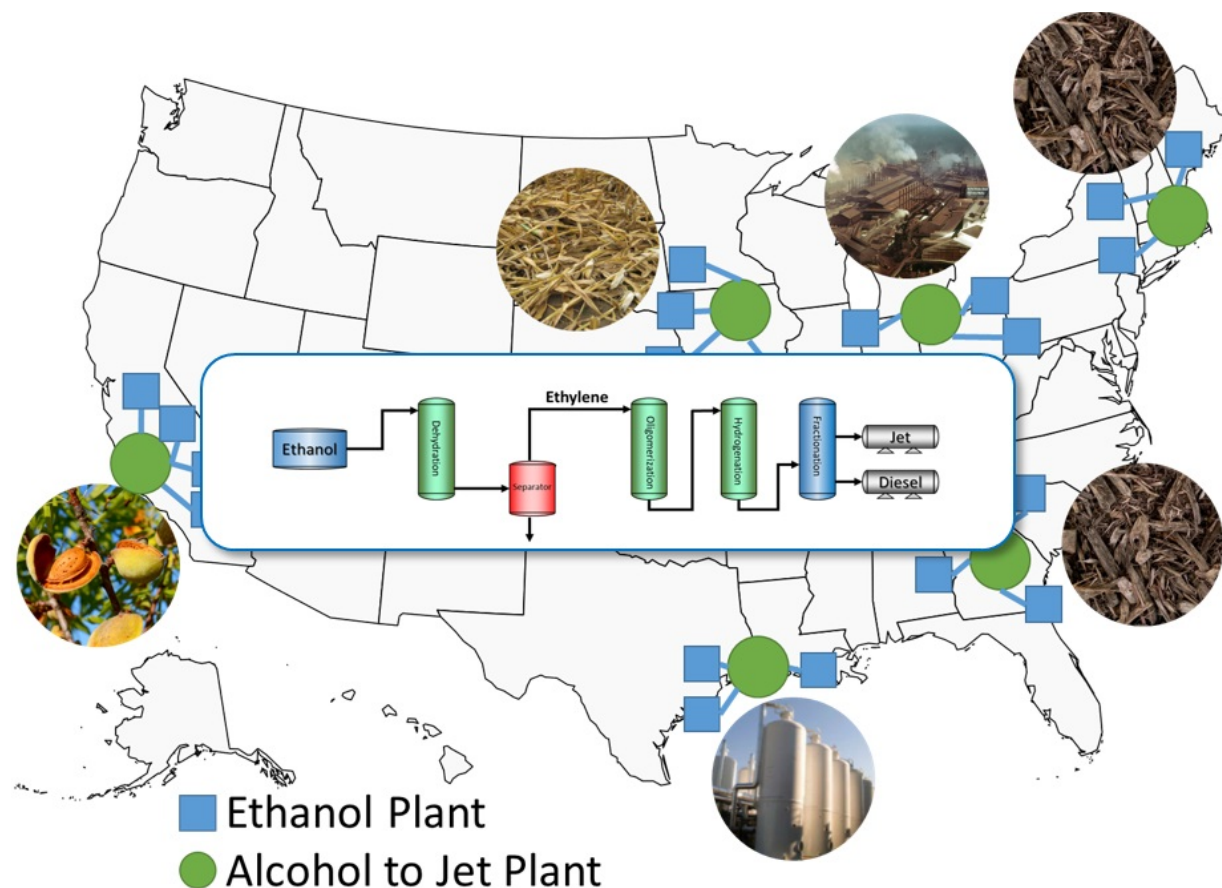 Ethylene
Ethanol
Dehydration
Separator
Oligomerization
Hydrogenation
Fractionation
Jet
Diesel
Ethanol Plant
Alcohol to Jet Plant